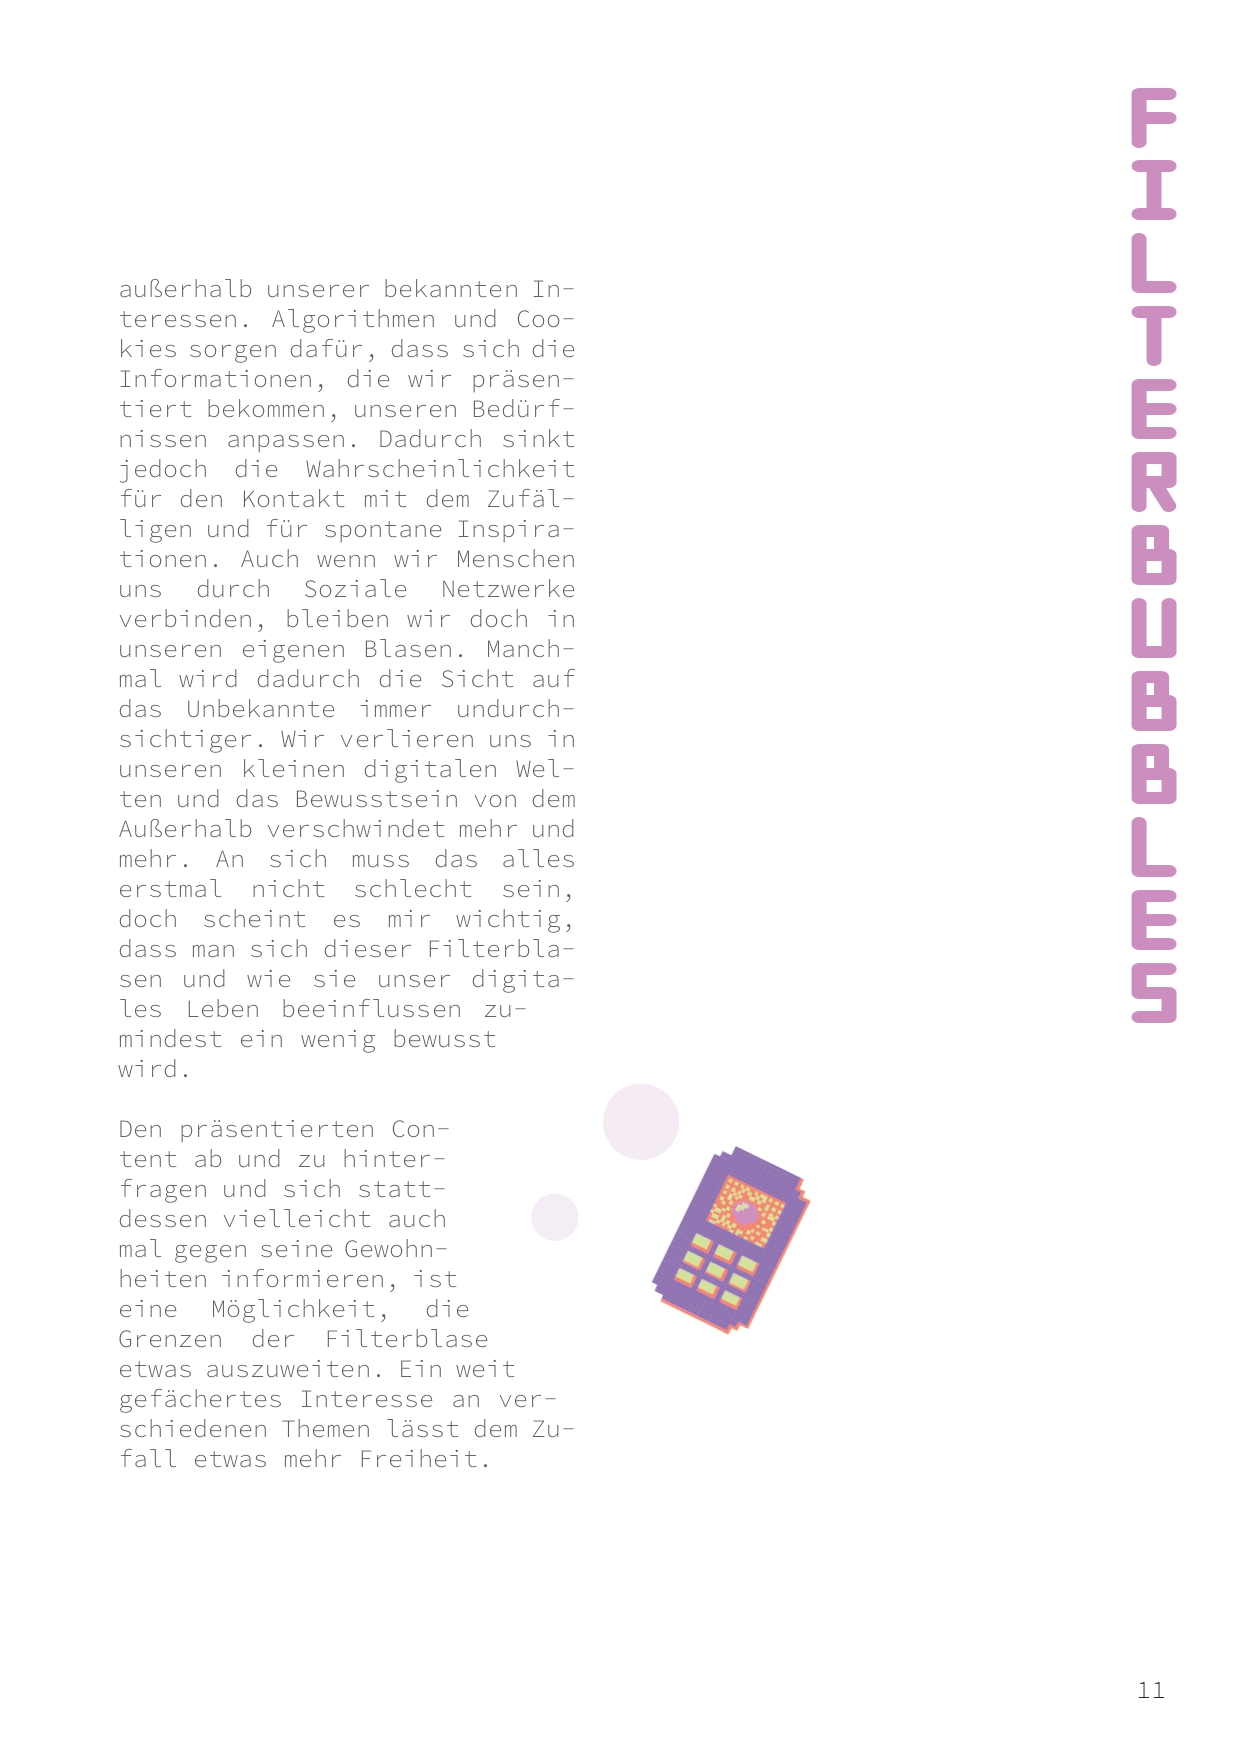 außerhalb unserer bekannten In-
teressen. Algorithmen und Coo-
kies sorgen dafür, dass sich die
Informationen, die wir präsen-
tiert bekommen, unseren Bedürf-
nissen anpassen. Dadurch sinkt
jedoch die Wahrscheinlichkeit
für den Kontakt mit dem Zufäl-
ligen und für spontane Inspira-
tionen. Auch wenn wir Menschen
uns durch Soziale Netzwerke
verbinden, bleiben wir doch in
unseren eigenen Blasen. Manch-
mal wird dadurch die Sicht auf
das Unbekannte immer undurch-
sichtiger. Wir verlieren uns in
unseren kleinen digitalen Wel-
ten und das Bewusstsein von dem
Außerhalb verschwindet mehr und
mehr. An sich muss das alles
erstmal nicht schlecht sein,
doch scheint es mir wichtig,
dass man sich dieser Filterbla-
sen und wie sie unser digita-
les Leben beeinflussen zu-
mindest ein wenig bewusst
wird.
Den präsentierten Con-
tent ab und zu hinter-
fragen und sich statt-
dessen vielleicht auch
mal gegen seine Gewohn-
heiten informieren, ist
eine Möglichkeit, die
Grenzen der Filterblase
etwas auszuweiten. Ein weit
gefächertes Interesse an ver-
schiedenen Themen lässt dem Zu-
fall etwas mehr Freiheit.
FILTERBUBBLES
11